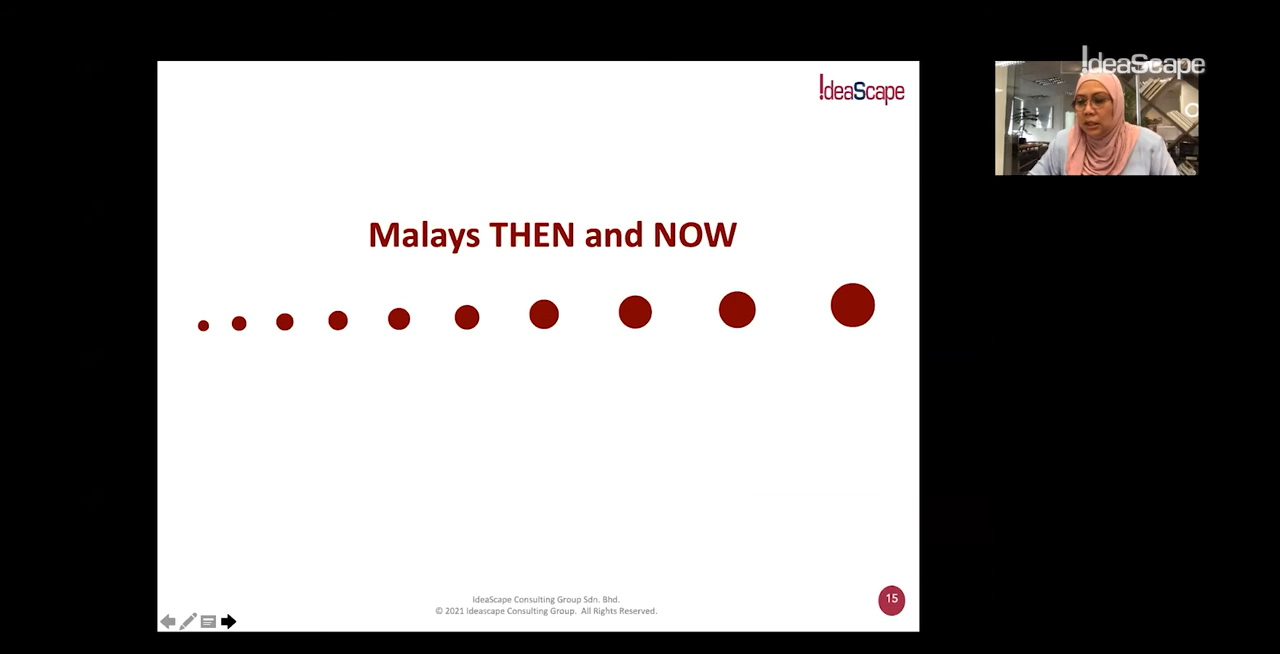 !deaScape
!deaScape
Malays THEN and NOW
IdeaScape Consulting Group Sdn. Bhd.
© 2021 Ideascape Consulting Group. All Rights Reserved.
15